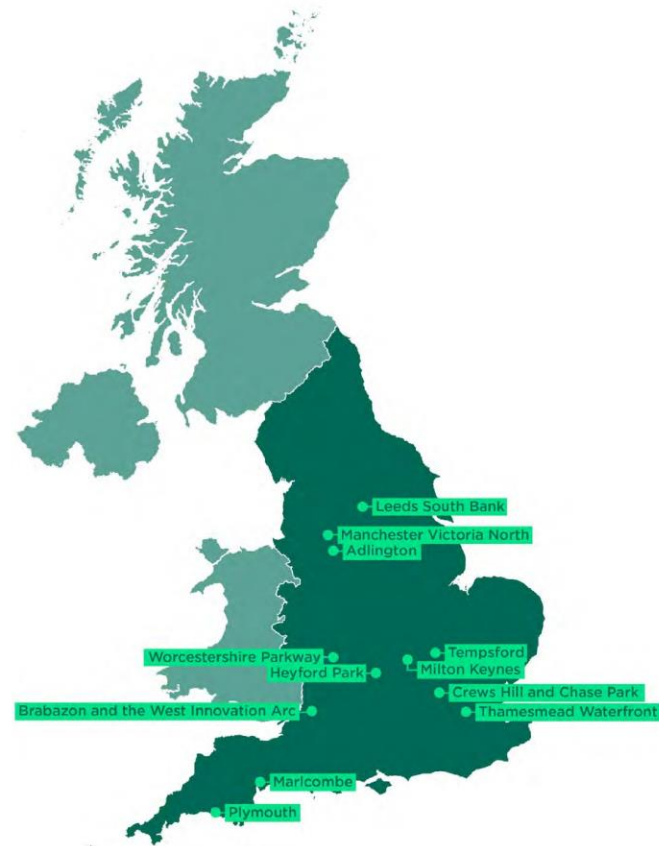 Leeds South Bank
Manchester Victoria North
Adlington
Worcestershire Parkway
Tempsford
Milton Keynes
Heyford Park
Crews Hill and Chase Park
Brabazon and the West Innovation Arc
Thamesmead Waterfront
Marlcombe
Plymouth